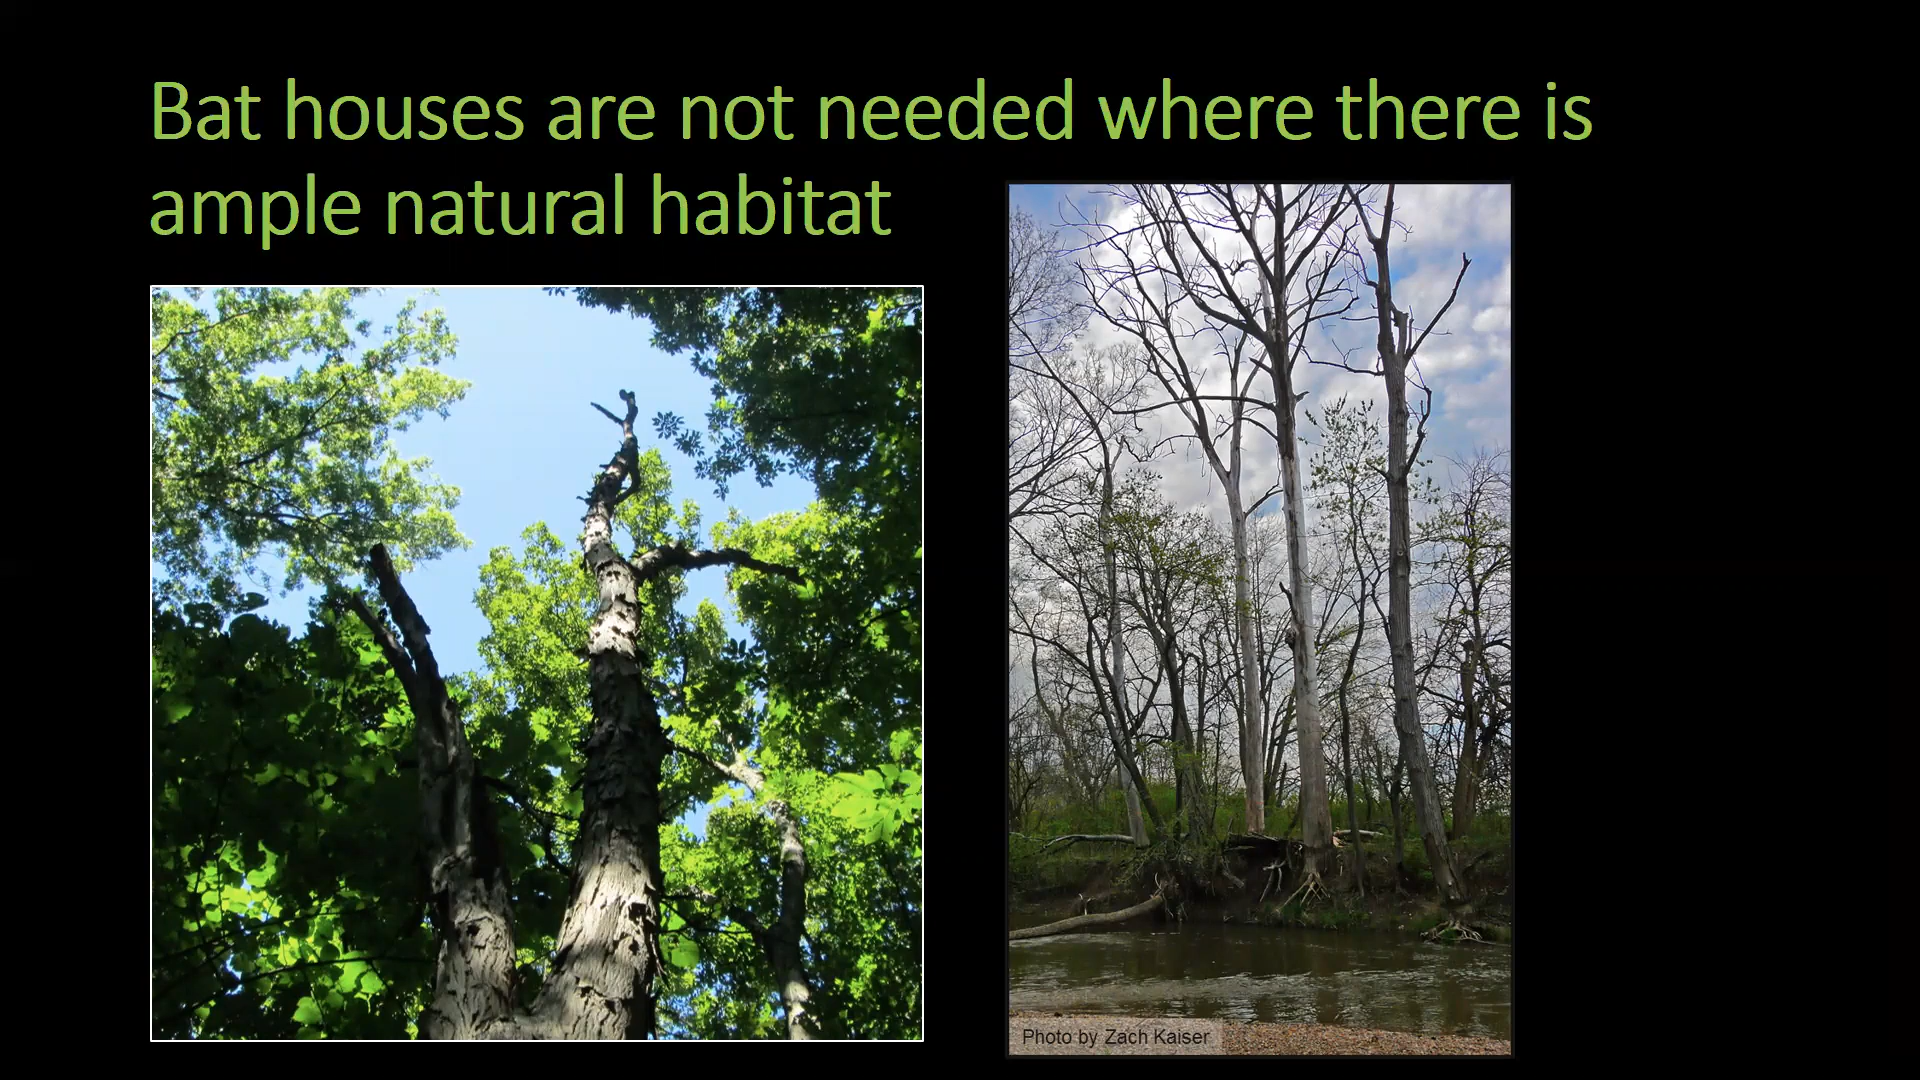 Bat houses are not needed where there is
ample natural habitat
Photo by Zach Kaiser